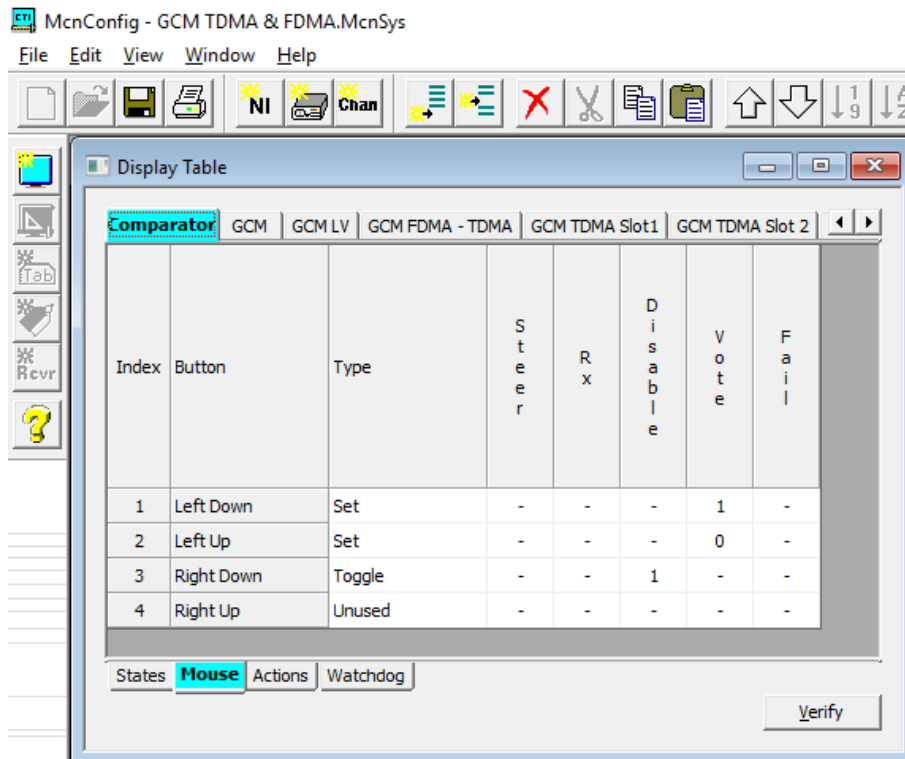 CTI McnConfig - GCM TDMA & FDMA.McnSys
File Edit View Window Help
NI Chan 1 9
Display Table
Comparator GCM GCM LV GCM FDMA - TDMA GCM TDMA Slot1 GCM TDMA Slot 2
Tab
Rcvr
Index Button Type Steer Rx Disable Vote Fail
1 Left Down Set - - - 1 -
2 Left Up Set - - - 0 -
3 Right Down Toggle - - 1 - -
4 Right Up Unused - - - - -
States Mouse Actions Watchdog
Verify